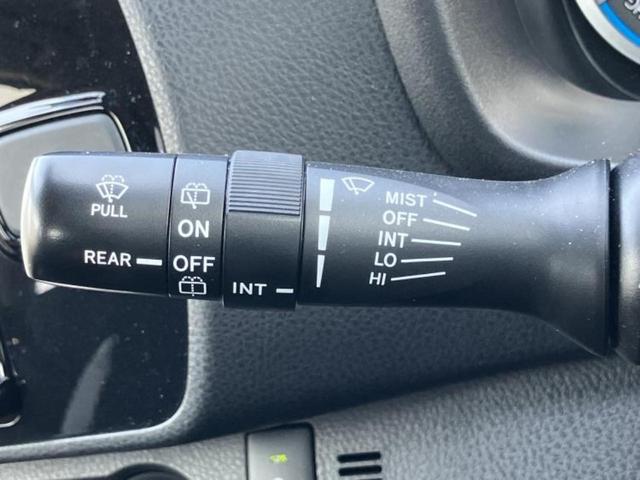 PULL
REAR
ON
OFF
INT
MIST
OFF
INT
LO
HI